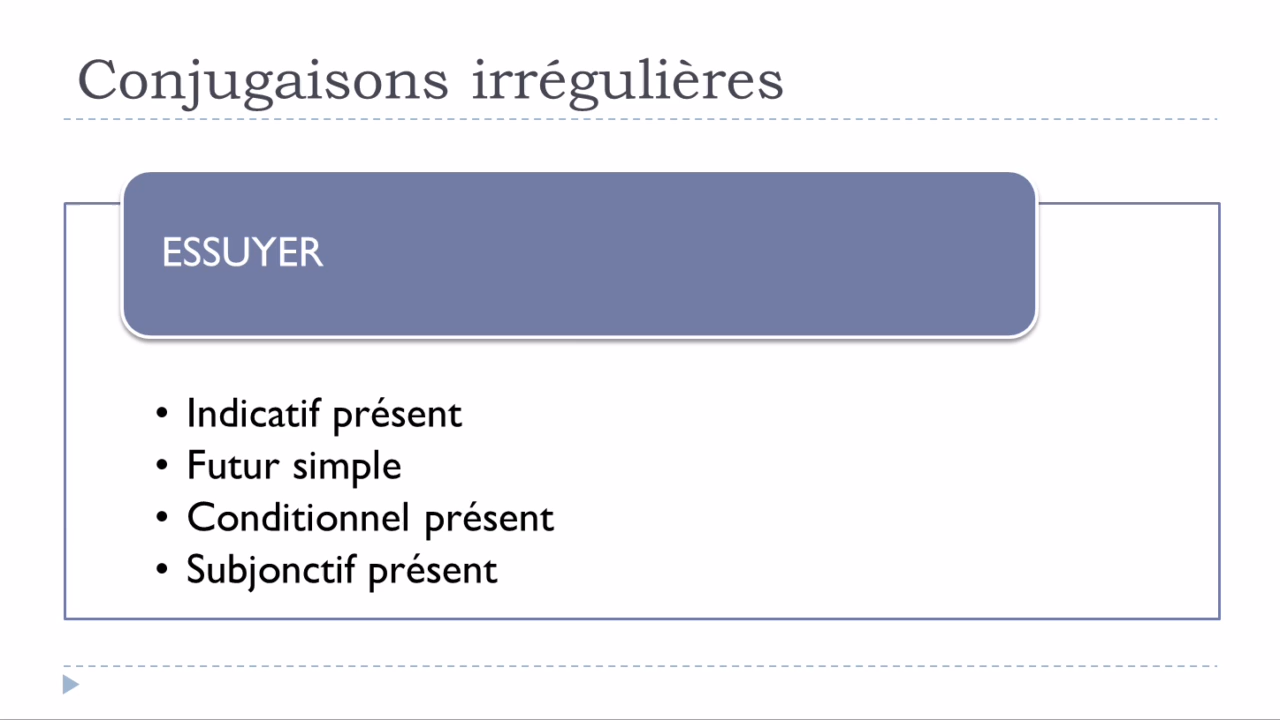 Conjugaisons irrégulières
ESSUYER
• Indicatif présent
• Futur simple
• Conditionnel présent
• Subjonctif présent